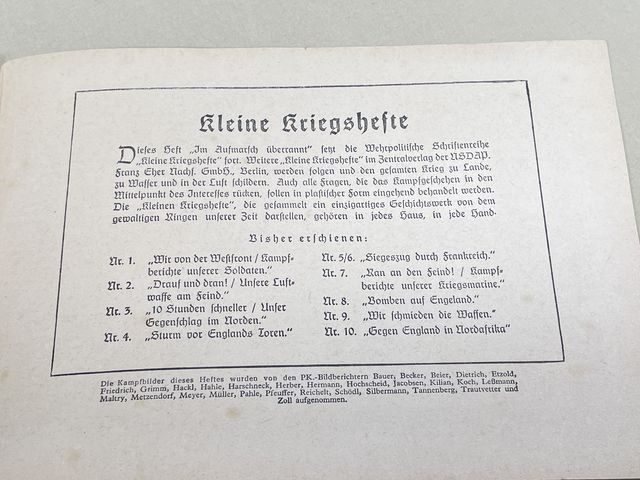 Kleine Kriegshefte
Dieses Heft „Im Aufmarsch überrannt" setzt die Wehrpolitische Schriftenreihe
„Kleine Kriegshefte" fort. Weitere „Kleine Kriegshefte" im Zentralverlag der NSDAP.
Franz Eher Nachf. GmbH., Berlin, werden folgen und den gesamten Krieg zu Lande,
zu Wasser und in der Luft schildern. Auch alle Fragen, die das Kampfgeschehen in den
Mittelpunkt des Interesses rücken, sollen in plastischer Form eingehend behandelt werden.
Die „Kleinen Kriegshefte", die gesammelt ein einzigartiges Geschichtswerk von dem
gewaltigen Ringen unserer Zeit darstellen, gehören in jedes Haus, in jede Hand.
Bisher erschienen:
Nr. 1. „Wir von der Westfront / Kampf-
berichte unserer Soldaten."
Nr. 2. „Drauf und dran! / Unsere Luft-
waffe am Feind."
Nr. 3. „10 Stunden schneller / Unser
Gegenschlag im Norden."
Nr. 4. „Sturm vor Englands Toren."
Nr. 5/6. „Siegeszug durch Frankreich."
Nr. 7. „Ran an den Feind! / Kampf-
berichte unserer Kriegsmarine."
Nr. 8. „Bomben auf Engeland."
Nr. 9. „Wir schmieden die Waffen."
Nr. 10. „Gegen England in Nordafrika"
Die Kampfbilder dieses Heftes wurden von den PK.-Bildberichtern Bauer, Becker, Beier, Dietrich, Etzold,
Friedrich, Grimm, Hackl, Hahle, Harschneck, Herber, Hermann, Hochscheid, Jacobsen, Kilian, Koch, Leßmann,
Maltry, Metzendorf, Meyer, Müller, Pahle, Pfeuffer, Reichelt, Schödl, Silbermann, Tannenberg, Trautvetter und
Zoll aufgenommen.